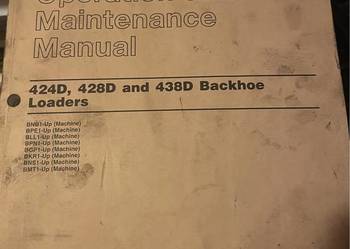 Operation
Maintenance
Manual
424D, 428D and 438D Backhoe
Loaders
BNB1-Up (Machine)
BPE1-Up (Machine)
BLL1-Up (Machine)
BPN1-Up (Machine)
BGP1-Up (Machine)
BKR1-Up (Machine)
BNS1-Up (Machine)
BMT1-Up (Machine)